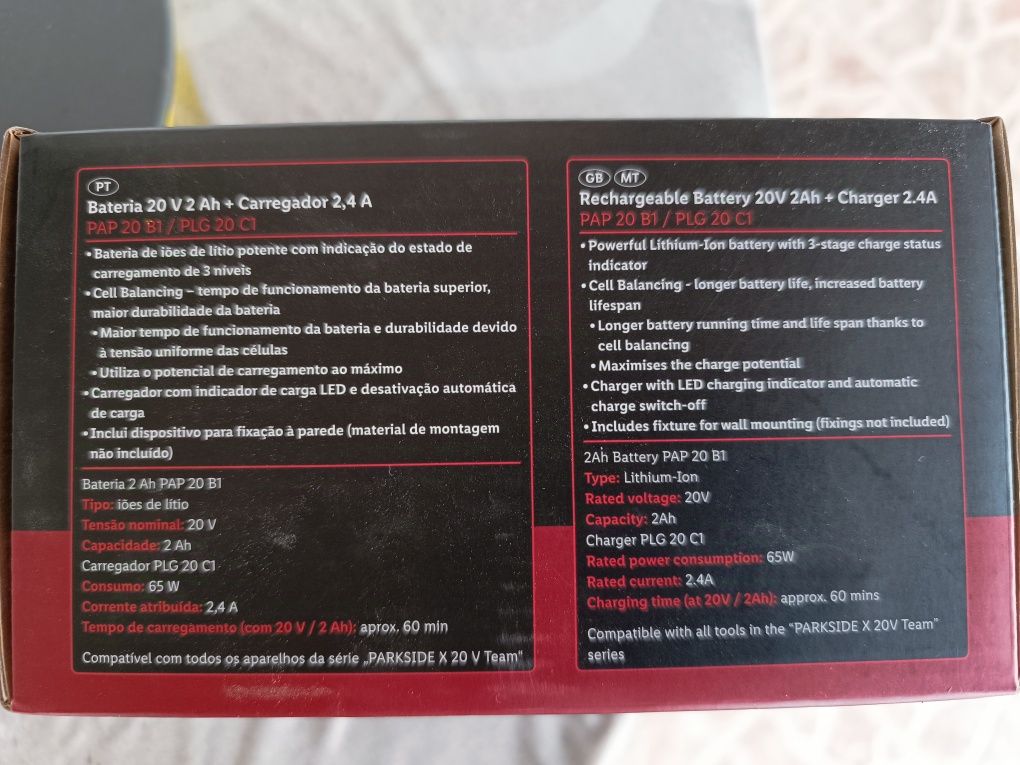 PT
Bateria 20 V 2 Ah + Carregador 2,4 A
PAP 20 B1 / PLG 20 C1
• Bateria de iões de lítio potente com indicação do estado de
carregamento de 3 níveis
• Cell Balancing – tempo de funcionamento da bateria superior,
maior durabilidade da bateria
• Maior tempo de funcionamento da bateria e durabilidade devido
à tensão uniforme das células
• Utiliza o potencial de carregamento ao máximo
• Carregador com indicador de carga LED e desativação automática
de carga
• Inclui dispositivo para fixação à parede (material de montagem
não incluído)
Bateria 2 Ah PAP 20 B1
Tipo: iões de lítio
Tensão nominal: 20 V
Capacidade: 2 Ah
Carregador PLG 20 C1
Consumo: 65 W
Corrente atribuída: 2,4 A
Tempo de carregamento (com 20 V / 2 Ah): aprox. 60 min
Compatível com todos os aparelhos da série „PARKSIDE X 20 V Team"
GB MT
Rechargeable Battery 20V 2Ah + Charger 2.4A
PAP 20 B1 / PLG 20 C1
• Powerful Lithium-Ion battery with 3-stage charge status
indicator
• Cell Balancing - longer battery life, increased battery
lifespan
• Longer battery running time and life span thanks to
cell balancing
• Maximises the charge potential
• Charger with LED charging indicator and automatic
charge switch-off
• Includes fixture for wall mounting (fixings not included)
2Ah Battery PAP 20 B1
Type: Lithium-Ion
Rated voltage: 20V
Capacity: 2Ah
Charger PLG 20 C1
Rated power consumption: 65W
Rated current: 2.4A
Charging time (at 20V / 2Ah): approx. 60 mins
Compatible with all tools in the "PARKSIDE X 20V Team"
series